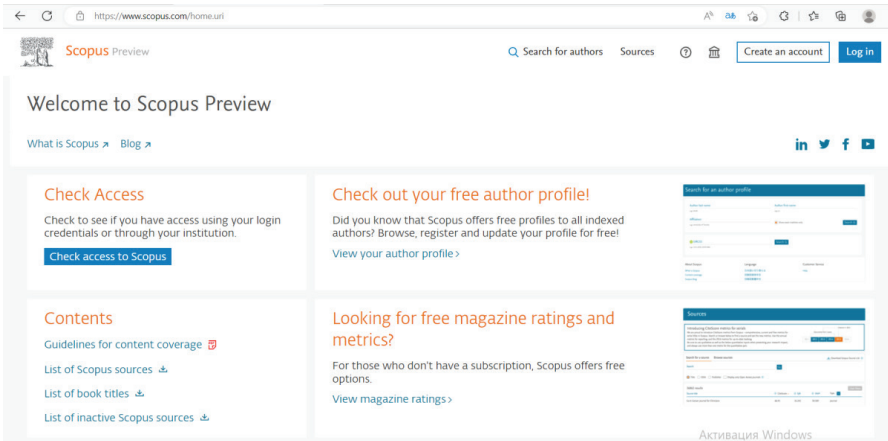 https://www.scopus.com/home.uri
Scopus Preview
Search for authors Sources Create an account Log in
Welcome to Scopus Preview
What is Scopus Blog
Check Access
Check to see if you have access using your login
credentials or through your institution.
Check access to Scopus
Check out your free author profile!
Did you know that Scopus offers free profiles to all indexed
authors? Browse, register and update your profile for free!
View your author profile
Search for an author profile
Contents
Guidelines for content coverage
List of Scopus sources
List of book titles
List of inactive Scopus sources
Looking for free magazine ratings and
metrics?
For those who don't have a subscription, Scopus offers free
options.
View magazine ratings
Sources
Активация Windows